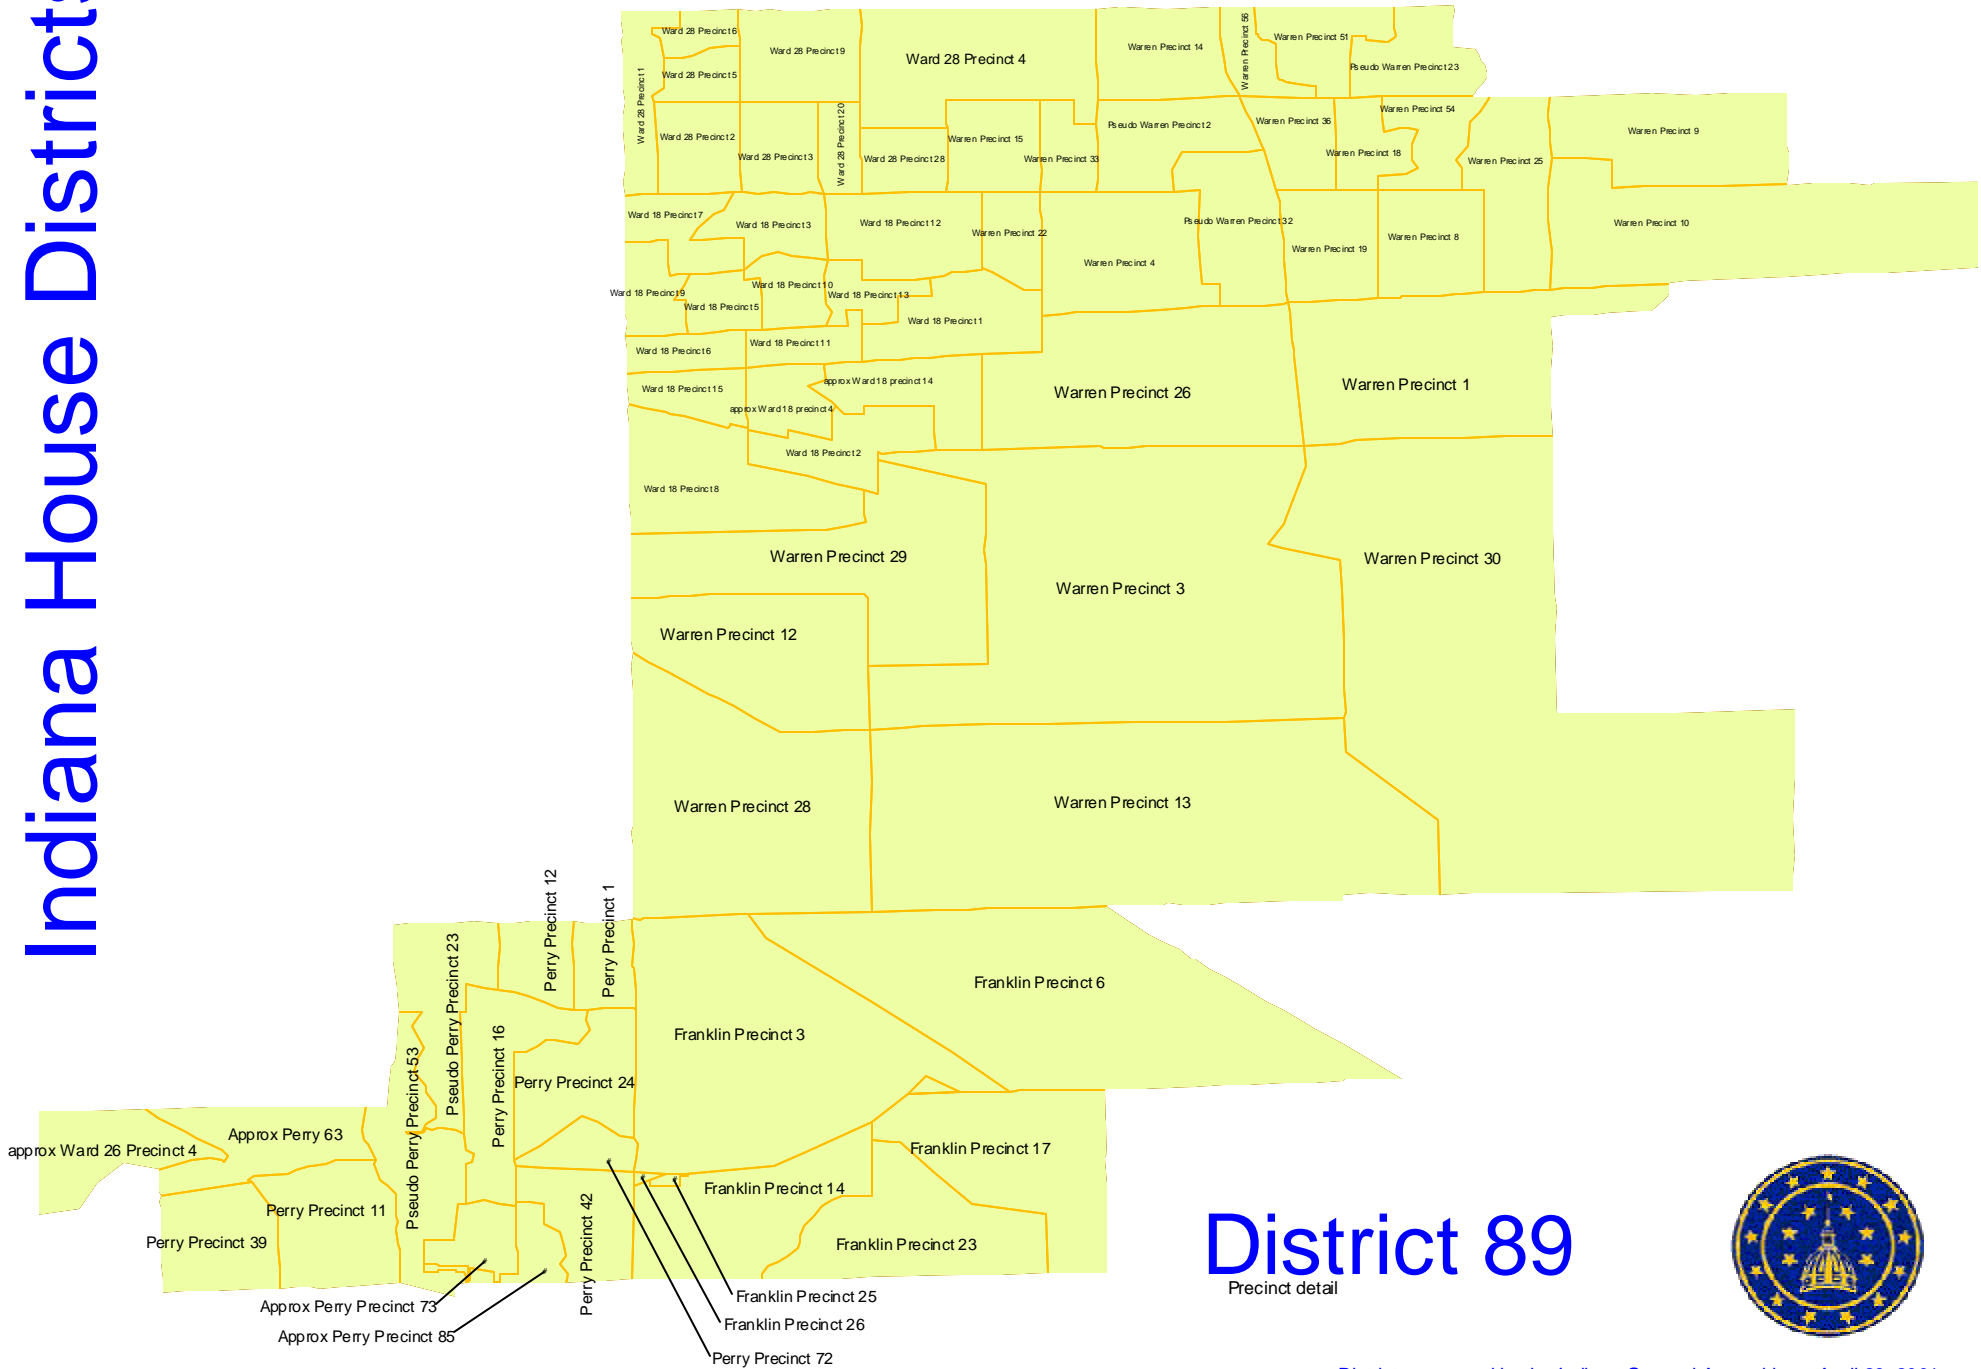 Indiana House Districts
Ward 28 Precinct 6
Ward 28 Precinct 9
Ward 28 Precinct 4
Warren Precinct 14
Warren Precinct 56
Warren Precinct 51
Pseudo Warren Precinct 23
Ward 28 Precinct 1
Ward 28 Precinct 5
Ward 28 Precinct 2
Ward 28 Precinct 3
Ward 28 Precinct 20
Ward 28 Precinct 28
Warren Precinct 15
Warren Precinct 33
Pseudo Warren Precinct 2
Warren Precinct 36
Warren Precinct 54
Warren Precinct 18
Warren Precinct 25
Warren Precinct 9
Ward 18 Precinct 7
Ward 18 Precinct 3
Ward 18 Precinct 12
Warren Precinct 22
Warren Precinct 4
Pseudo Warren Precinct 32
Warren Precinct 19
Warren Precinct 8
Warren Precinct 10
Ward 18 Precinct 9
Ward 18 Precinct 5
Ward 18 Precinct 10
Ward 18 Precinct 13
Ward 18 Precinct 1
Ward 18 Precinct 6
Ward 18 Precinct 11
Ward 18 Precinct 15
approx Ward 18 precinct 14
approx Ward 18 precinct 4
Warren Precinct 26
Warren Precinct 1
Ward 18 Precinct 2
Ward 18 Precinct 8
Warren Precinct 29
Warren Precinct 3
Warren Precinct 30
Warren Precinct 12
Warren Precinct 28
Warren Precinct 13
Perry Precinct 12
Perry Precinct 1
Pseudo Perry Precinct 23
Franklin Precinct 6
Franklin Precinct 3
Perry Precinct 16
Pseudo Perry Precinct 53
Perry Precinct 24
approx Ward 26 Precinct 4
Approx Perry 63
Franklin Precinct 17
Franklin Precinct 14
Perry Precinct 11
Perry Precinct 42
Perry Precinct 39
Franklin Precinct 23
Approx Perry Precinct 73
Approx Perry Precinct 85
Franklin Precinct 25
Franklin Precinct 26
Perry Precinct 72
District 89
Precinct detail